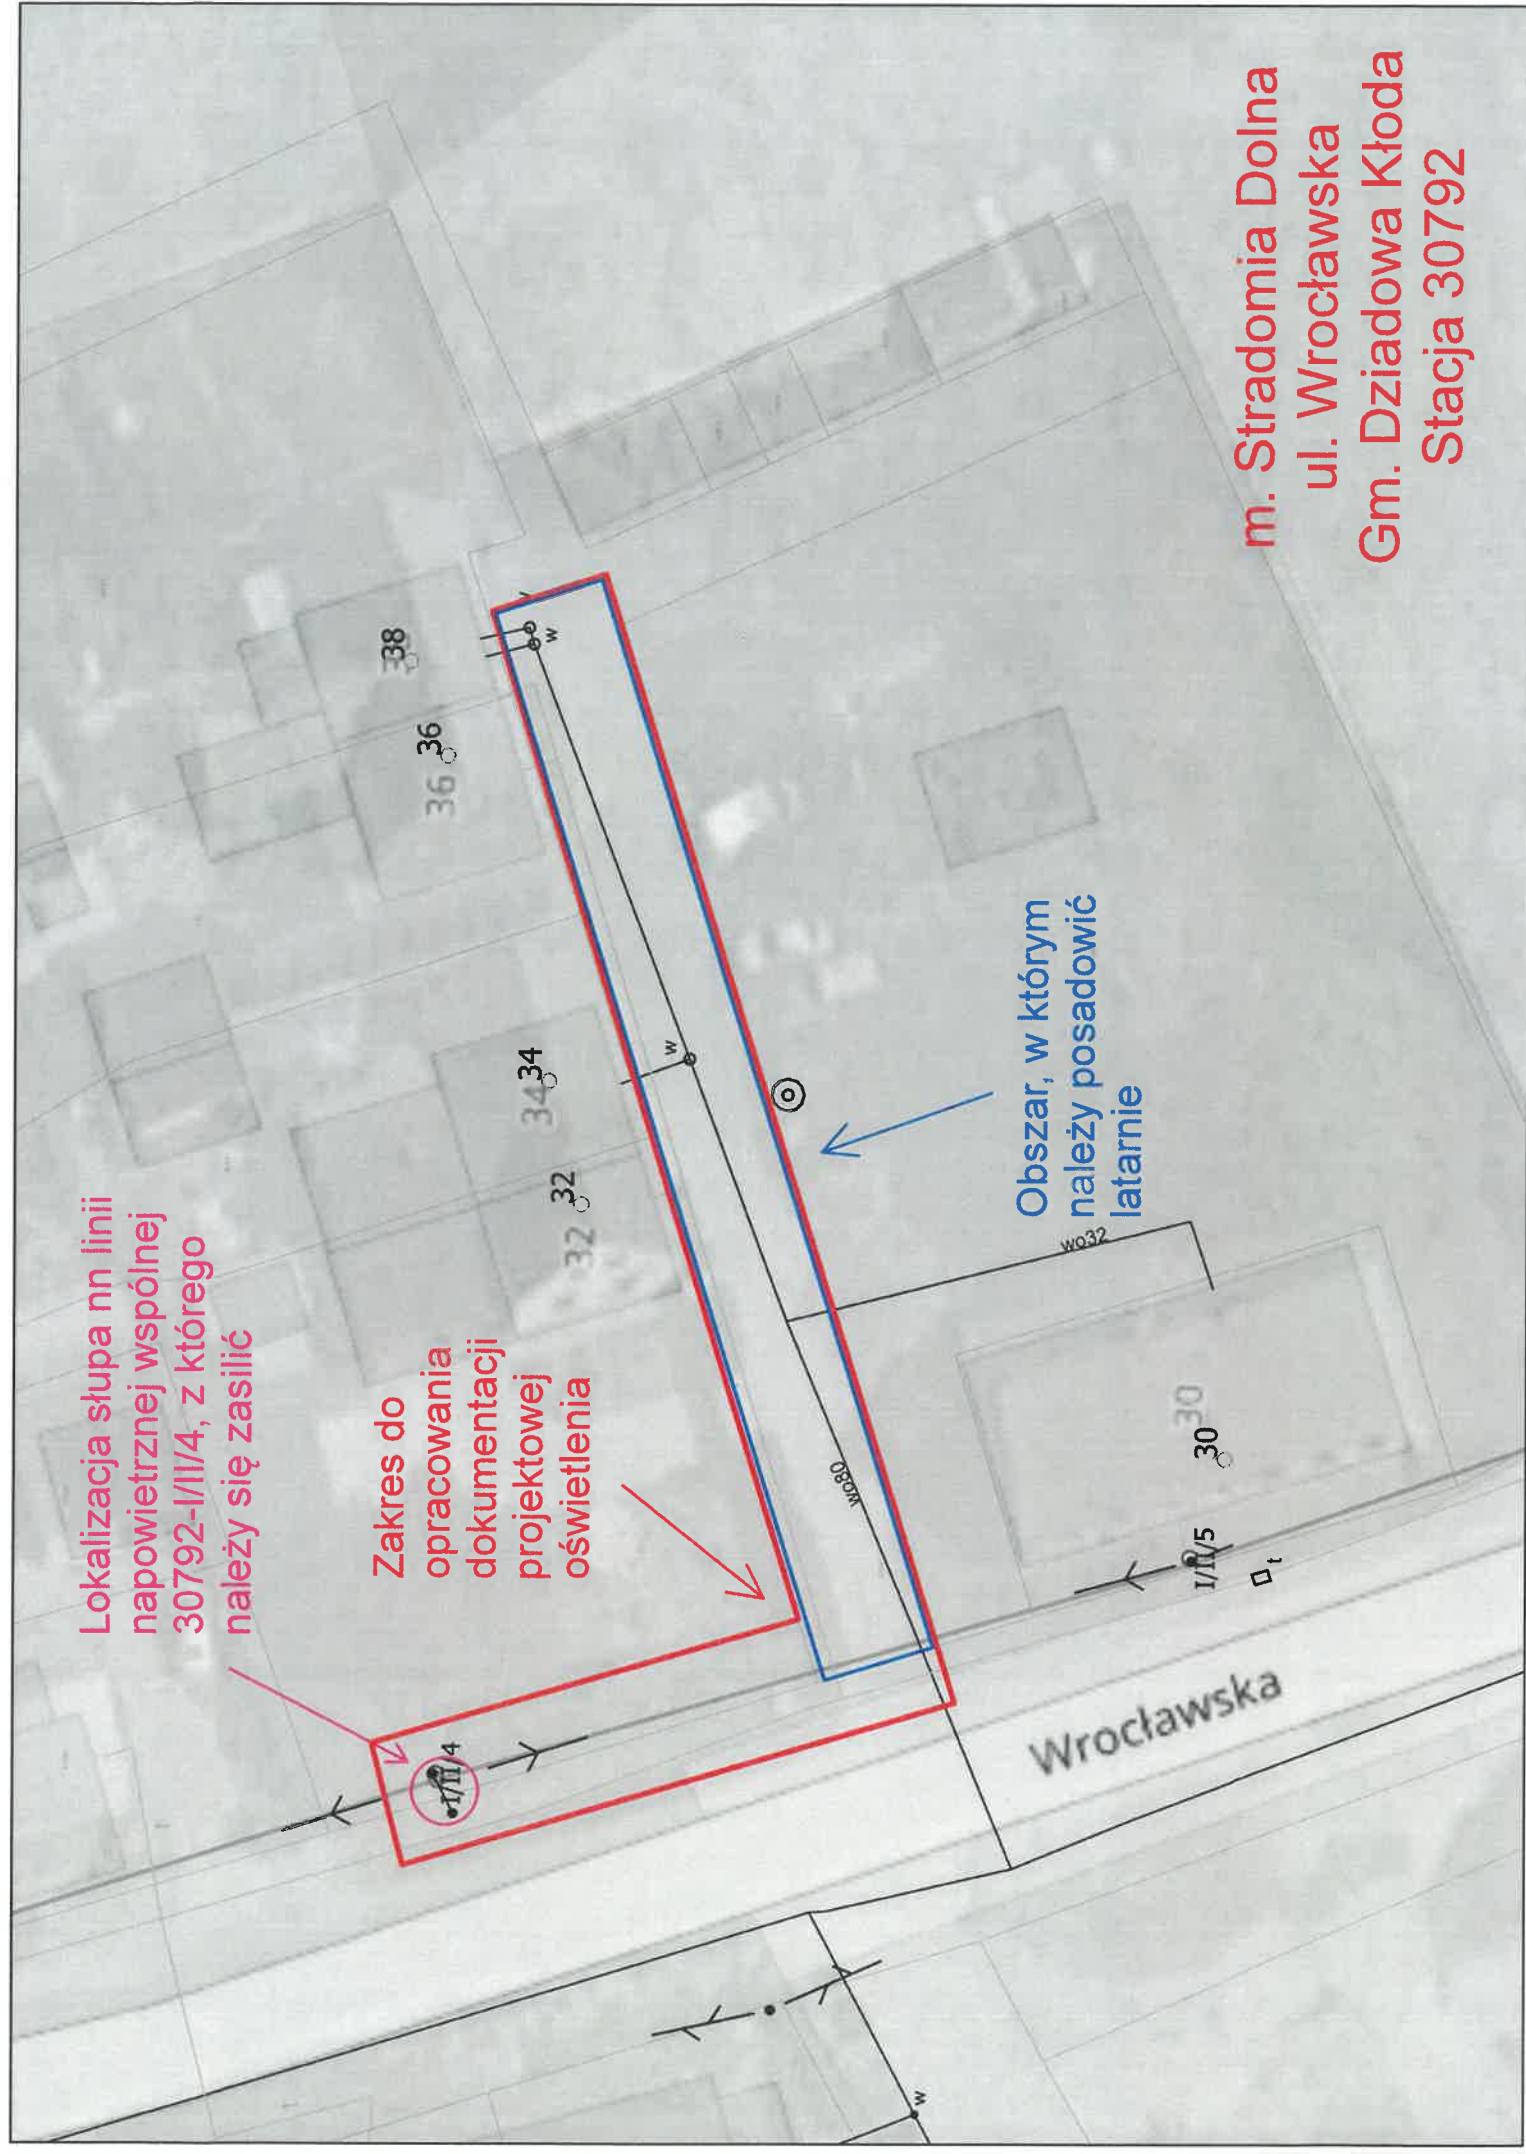 Lokalizacja słupa nn linii
napowietrznej wspólnej
30792-I/II/4, z którego
należy się zasilić
Zakres do
opracowania
dokumentacji
projektowej
oświetlenia
Obszar, w którym
należy posadowić
latarnie
m. Stradomia Dolna
ul. Wrocławska
Gm. Dziadowa Kłoda
Stacja 30792
38
36
36
34
34
32
32
30
30
w
w
w
wo32
wo80
I/II/4
I/II/5
t
Wrocławska